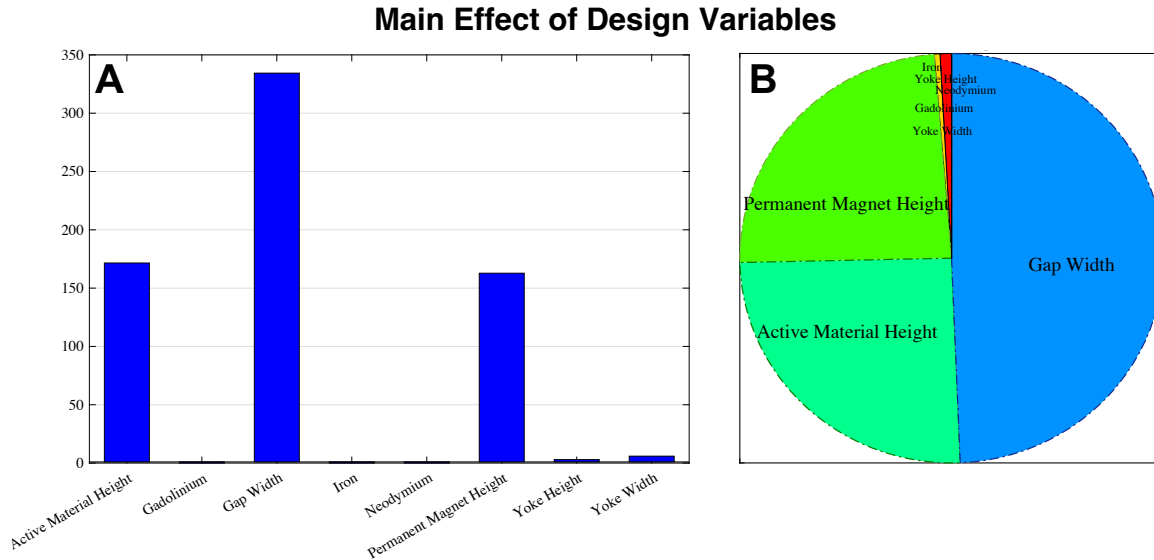 Main Effect of Design Variables
A
350
300
250
200
150
100
50
0
Active Material Height
Gadolinium
Gap Width
Iron
Neodymium
Permanent Magnet Height
Yoke Height
Yoke Width
B
Iron
Yoke Height
Neodymium
Gadolinium
Yoke Width
Permanent Magnet Height
Gap Width
Active Material Height